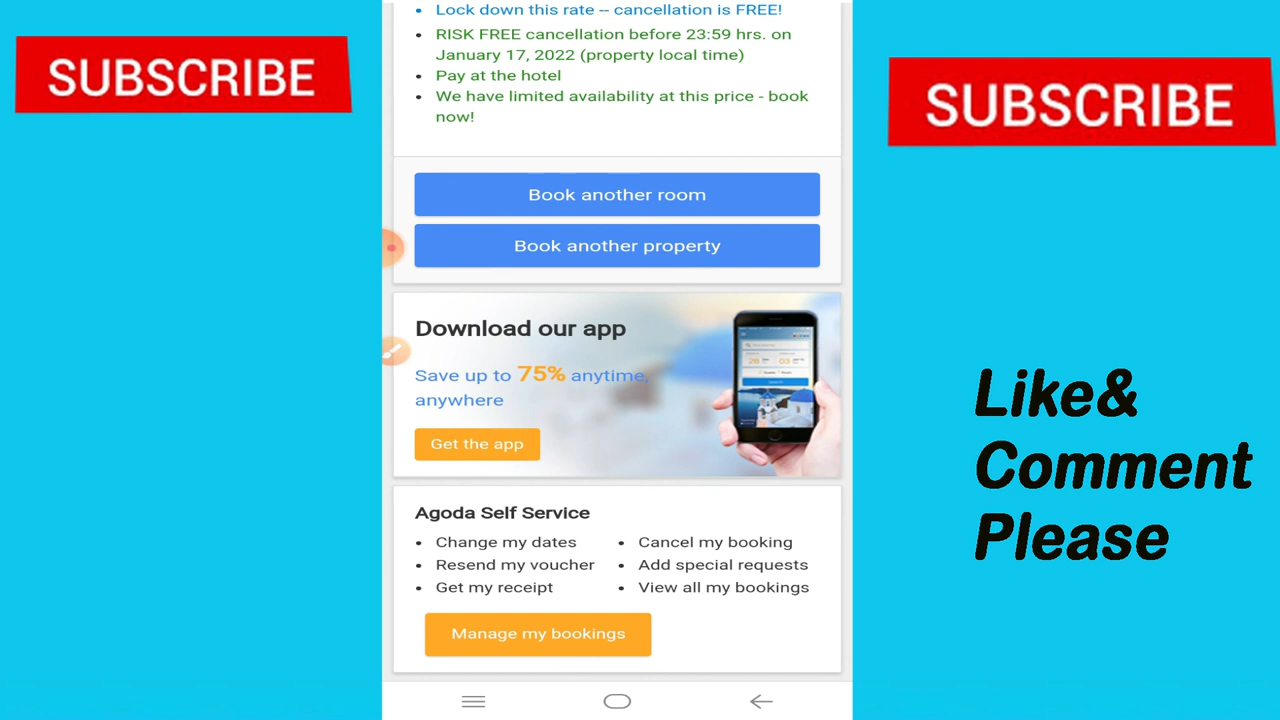 SUBSCRIBE
SUBSCRIBE
Lock down this rate -- cancellation is FREE!
RISK FREE cancellation before 23:59 hrs. on
January 17, 2022 (property local time)
Pay at the hotel
We have limited availability at this price - book
now!
Book another room
Book another property
Download our app
Save up to 75% anytime,
anywhere
Get the app
Like&
Comment
Please
Agoda Self Service
Change my dates
Resend my voucher
Get my receipt
Cancel my booking
Add special requests
View all my bookings
Manage my bookings